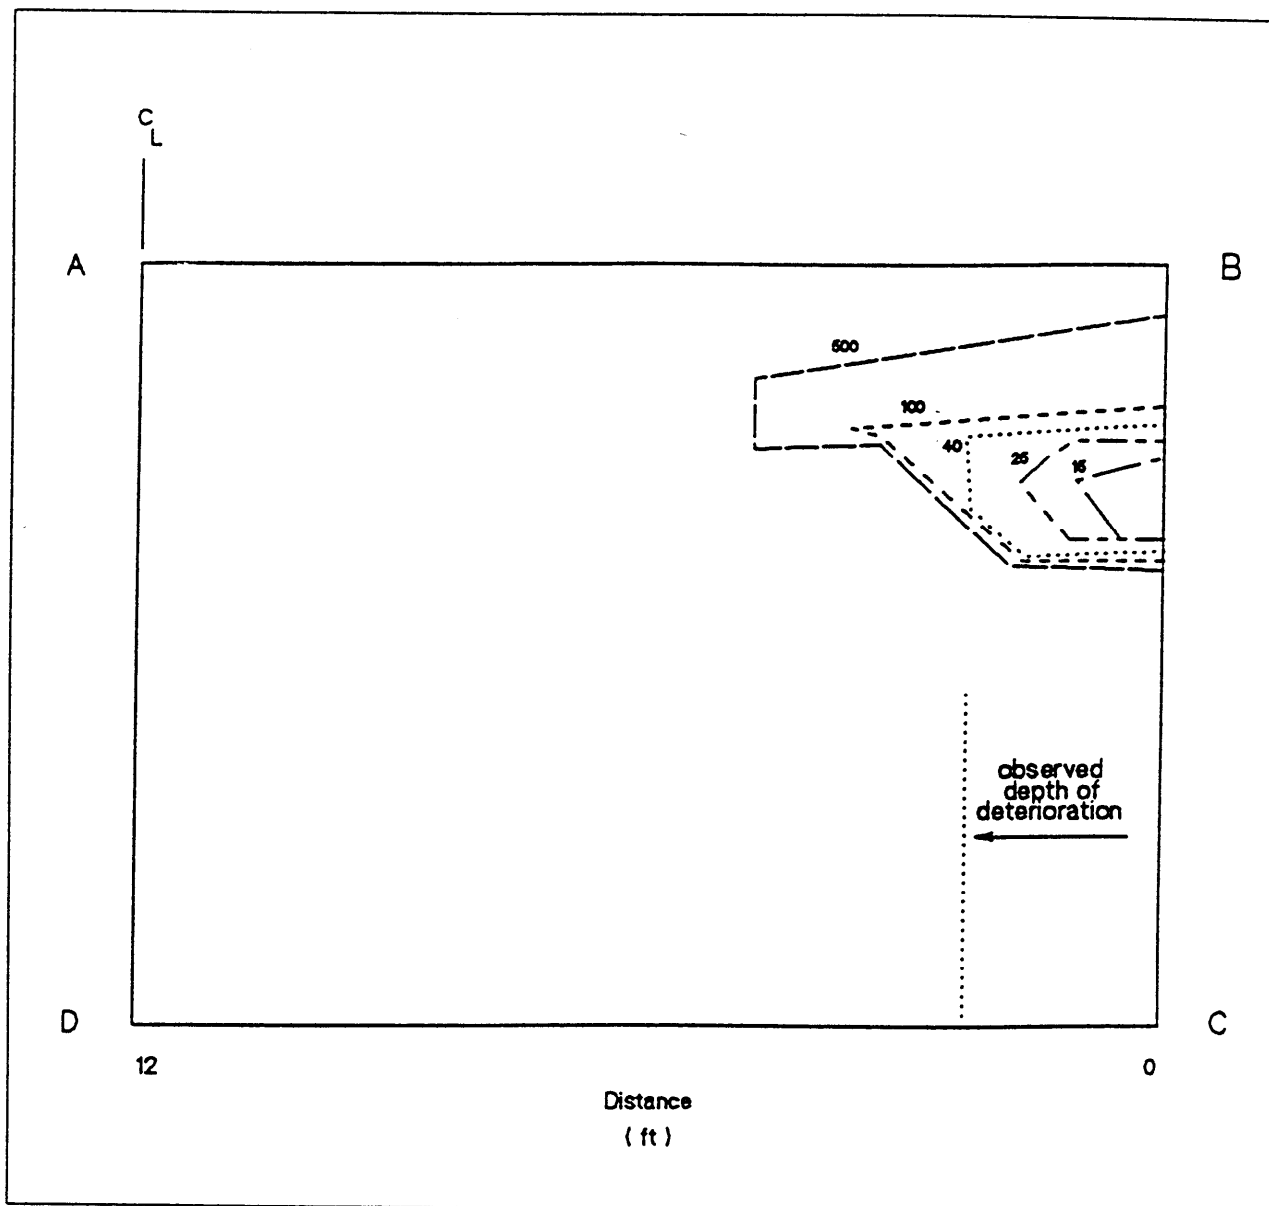 C
L
A
B
500
100
40
25
15
observed
depth of
deterioration
D
C
12
0
Distance
( ft )